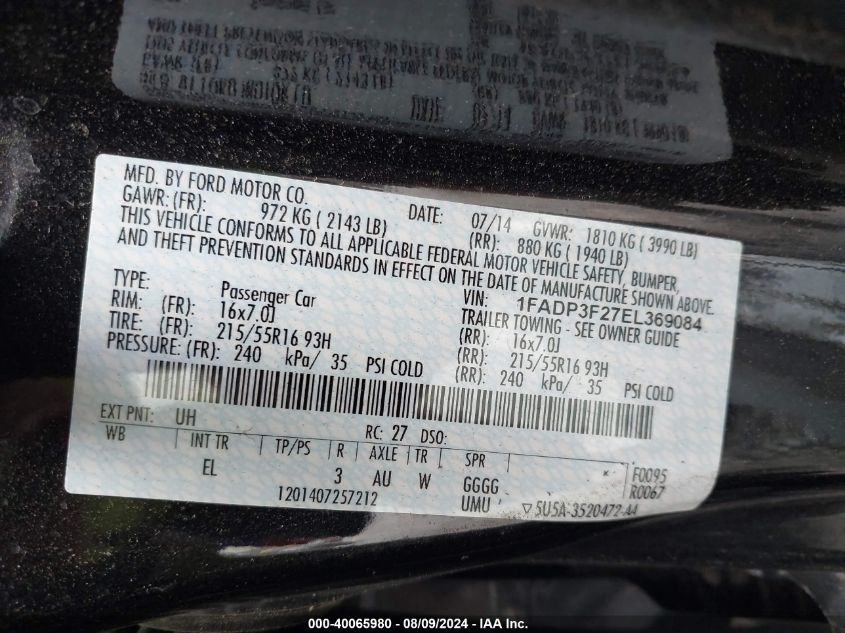 MFD. BY FORD MOTOR CO.
DATE: 07/14 GVWR: 1810 KG ( 3990 LB)
GAWR: (FR): 972 KG ( 2143 LB) (RR): 880 KG ( 1940 LB)
THIS VEHICLE CONFORMS TO ALL APPLICABLE FEDERAL MOTOR VEHICLE SAFETY, BUMPER,
AND THEFT PREVENTION STANDARDS IN EFFECT ON THE DATE OF MANUFACTURE SHOWN ABOVE.
VIN: 1FADP3F27EL369084
TYPE: Passenger Car TRAILER TOWING - SEE OWNER GUIDE
RIM: (FR): 16x7.0J (RR): 16x7.0J
TIRE: (FR): 215/55R16 93H (RR): 215/55R16 93H
PRESSURE: (FR): 240 kPa/ 35 PSI COLD (RR): 240 kPa/ 35 PSI COLD
EXT PNT: UH RC: 27 DSO:
WB INT TR TP/PS R AXLE TR SPR
EL 3 AU W GGGG F0095
UMU R0067
1201407257212 ▽5U5A-3520472-AA
000-40065980 - 08/09/2024 - IAA Inc.